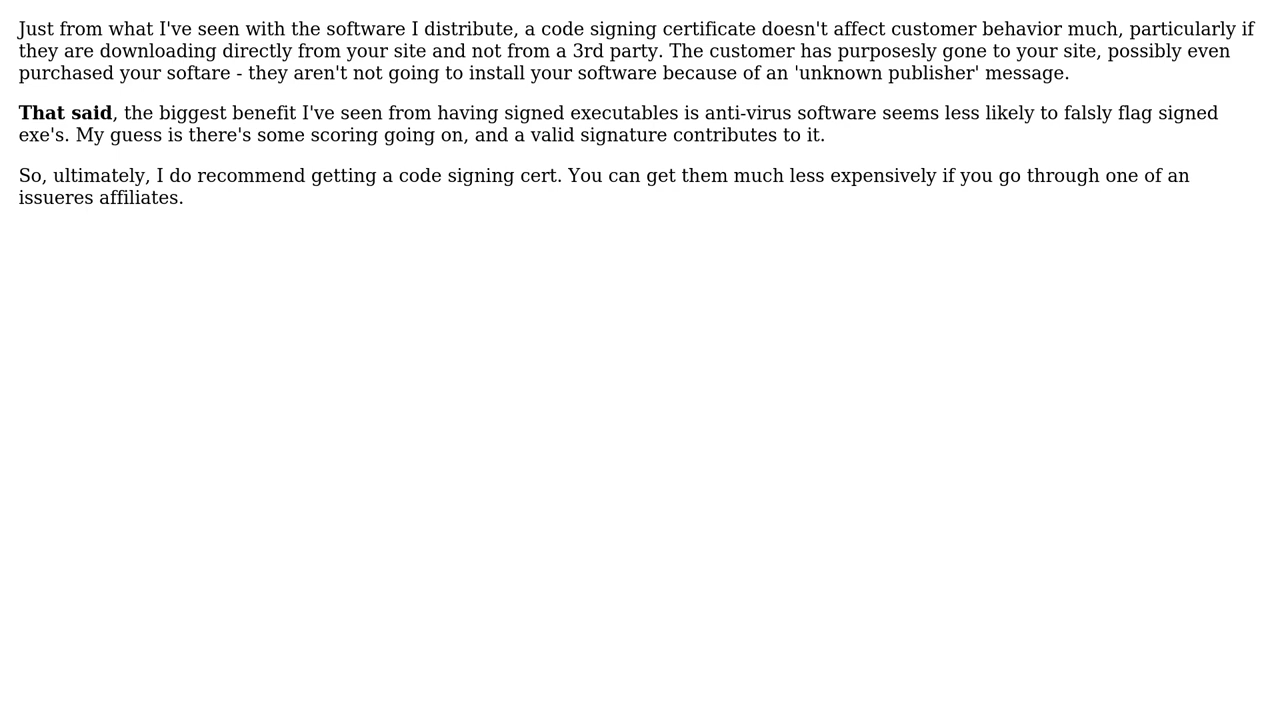 Just from what I've seen with the software I distribute, a code signing certificate doesn't affect customer behavior much, particularly if
they are downloading directly from your site and not from a 3rd party. The customer has purposesly gone to your site, possibly even
purchased your softare - they aren't not going to install your software because of an 'unknown publisher' message.
That said, the biggest benefit I've seen from having signed executables is anti-virus software seems less likely to falsly flag signed
exe's. My guess is there's some scoring going on, and a valid signature contributes to it.
So, ultimately, I do recommend getting a code signing cert. You can get them much less expensively if you go through one of an
issueres affiliates.